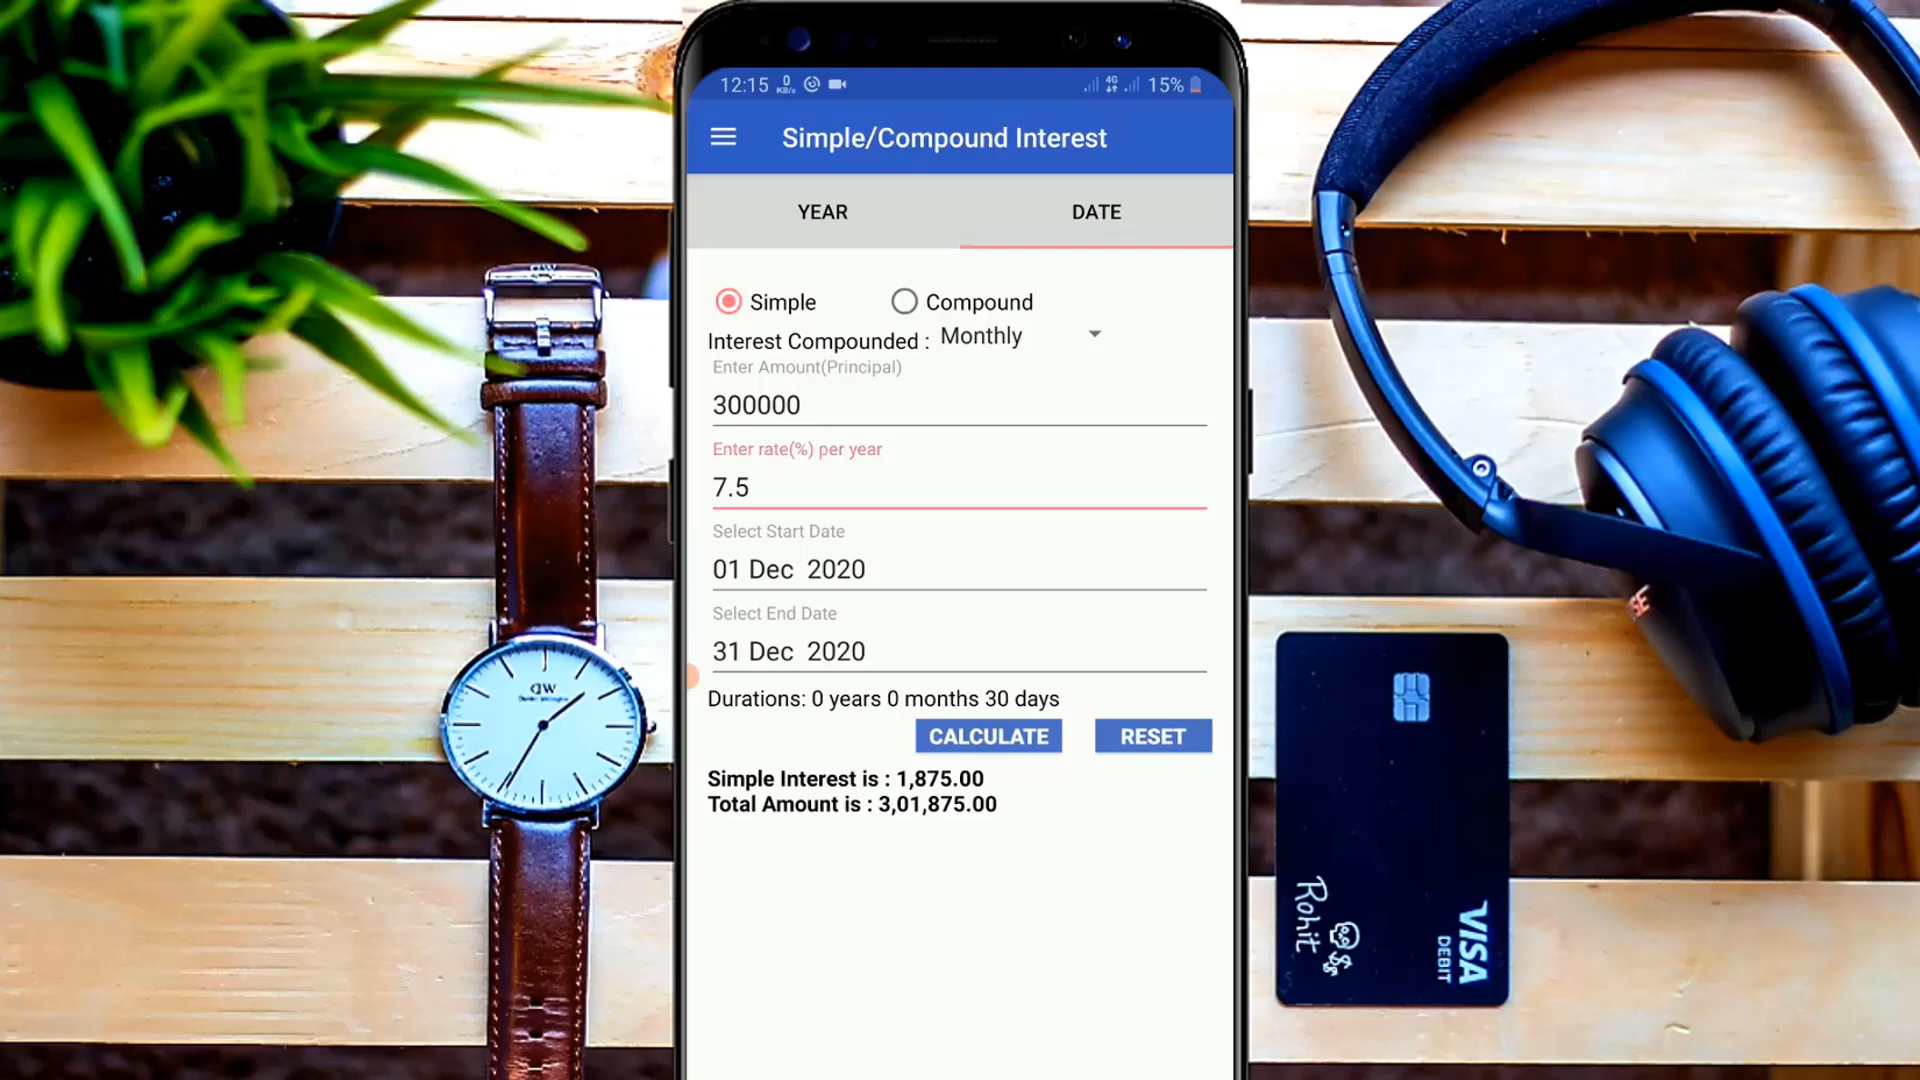 12:15 0 KB/s 4G 15%
Simple/Compound Interest
YEAR DATE
Simple Compound
Interest Compounded : Monthly
Enter Amount(Principal)
300000
Enter rate(%) per year
7.5
Select Start Date
01 Dec 2020
Select End Date
31 Dec 2020
Durations: 0 years 0 months 30 days
CALCULATE RESET
Simple Interest is : 1,875.00
Total Amount is : 3,01,875.00
DW
Rohit
VISA
DEBIT